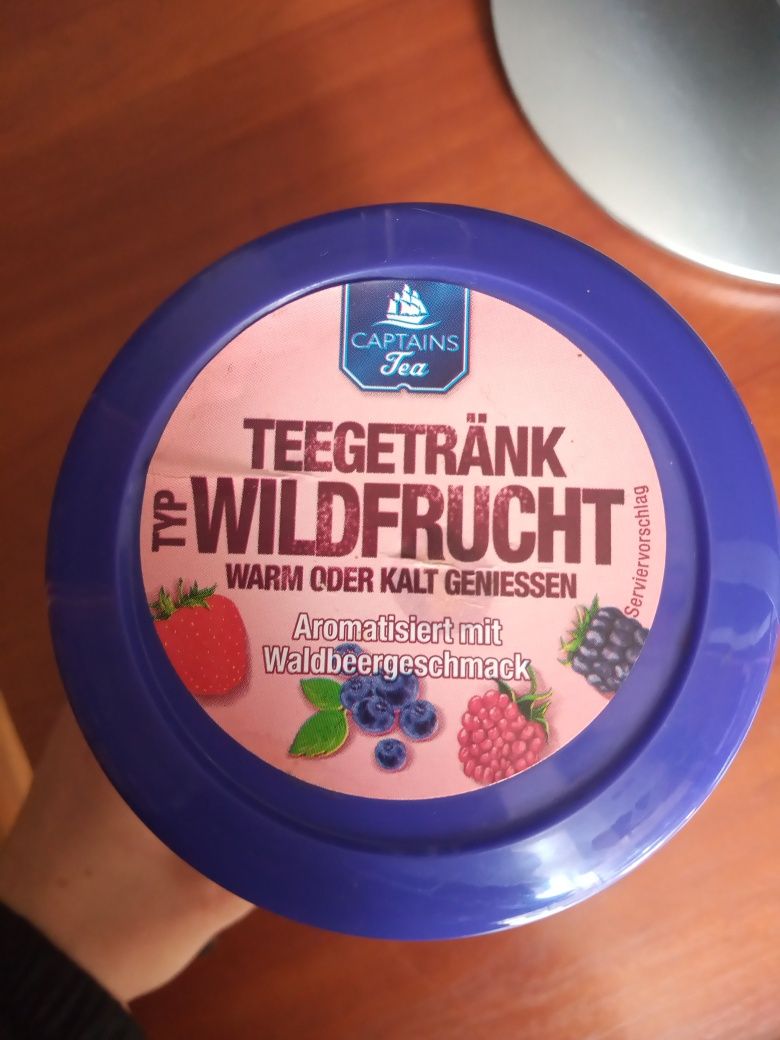 CAPTAINS
Tea
TEEGETRÄNK
TYP
WILDFRUCHT
WARM ODER KALT GENIESSEN
Aromatisiert mit
Waldbeergeschmack
Serviervorschlag